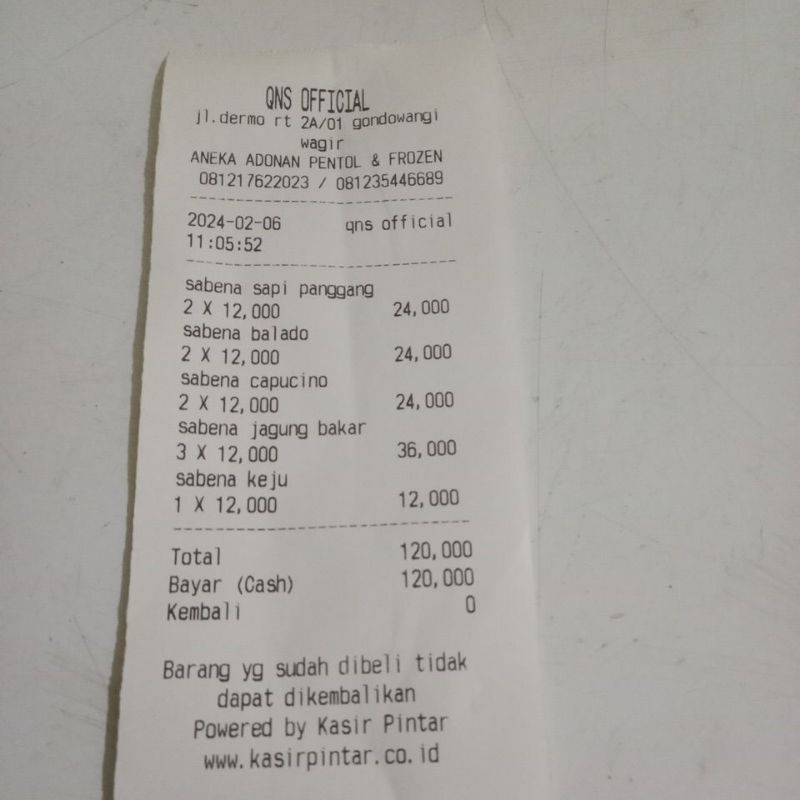 QNS OFFICIAL
jl.dermo rt 2A/01 gondowangi
wagir
ANEKA ADONAN PENTOL & FROZEN
081217622023 / 081235446689
2024-02-06 qns official
11:05:52
sabena sapi panggang
2 X 12,000 24,000
sabena balado
2 X 12,000 24,000
sabena capucino
2 X 12,000 24,000
sabena jagung bakar
3 X 12,000 36,000
sabena keju
1 X 12,000 12,000
Total 120,000
Bayar (Cash) 120,000
Kembali 0
Barang yg sudah dibeli tidak
dapat dikembalikan
Powered by Kasir Pintar
www.kasirpintar.co.id